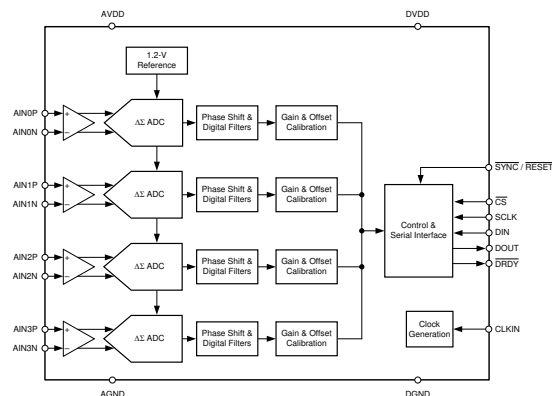 AVDD
DVDD
1.2-V
Reference
AIN0P
AIN0N
ΔΣ ADC
Phase Shift &
Digital Filters
Gain & Offset
Calibration
SYNC / RESET
AIN1P
AIN1N
ΔΣ ADC
Phase Shift &
Digital Filters
Gain & Offset
Calibration
CS
SCLK
Control &
Serial Interface
DIN
DOUT
DRDY
AIN2P
AIN2N
ΔΣ ADC
Phase Shift &
Digital Filters
Gain & Offset
Calibration
AIN3P
AIN3N
ΔΣ ADC
Phase Shift &
Digital Filters
Gain & Offset
Calibration
Clock
Generation
CLKIN
AGND
DGND